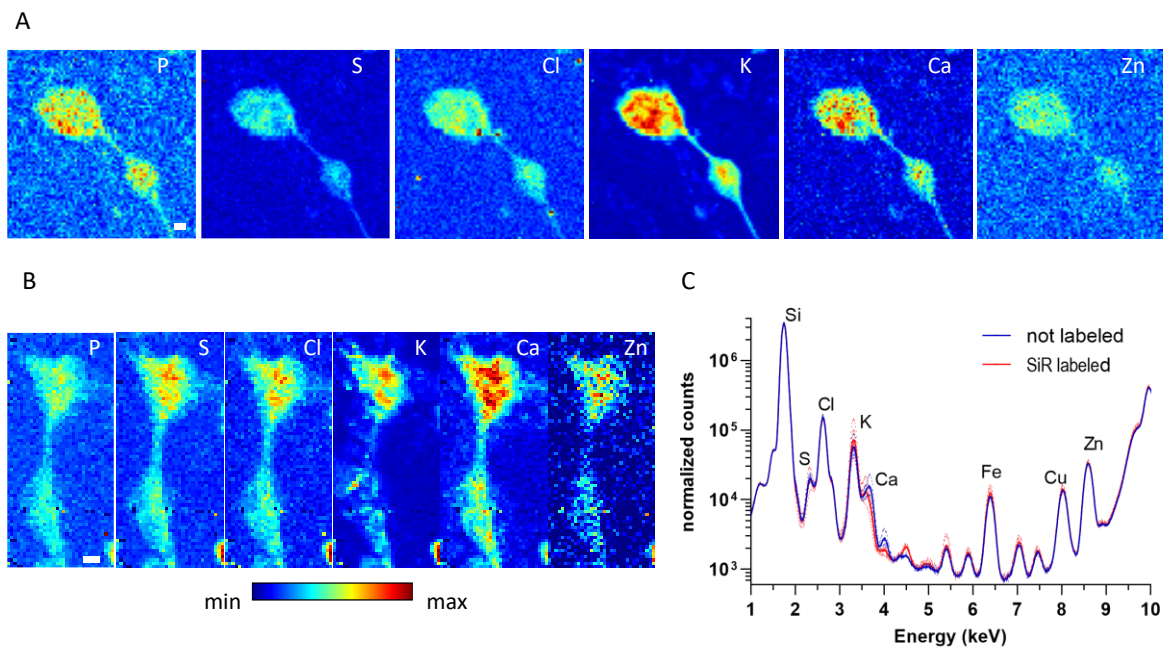 A
P S Cl K Ca Zn
B
C
P S Cl K Ca Zn
min max
not labeled
SiR labeled
Si
S
Cl
K
Ca
Fe
Cu
Zn
normalized counts
10⁶
10⁵
10⁴
10³
1 2 3 4 5 6 7 8 9 10
Energy (keV)